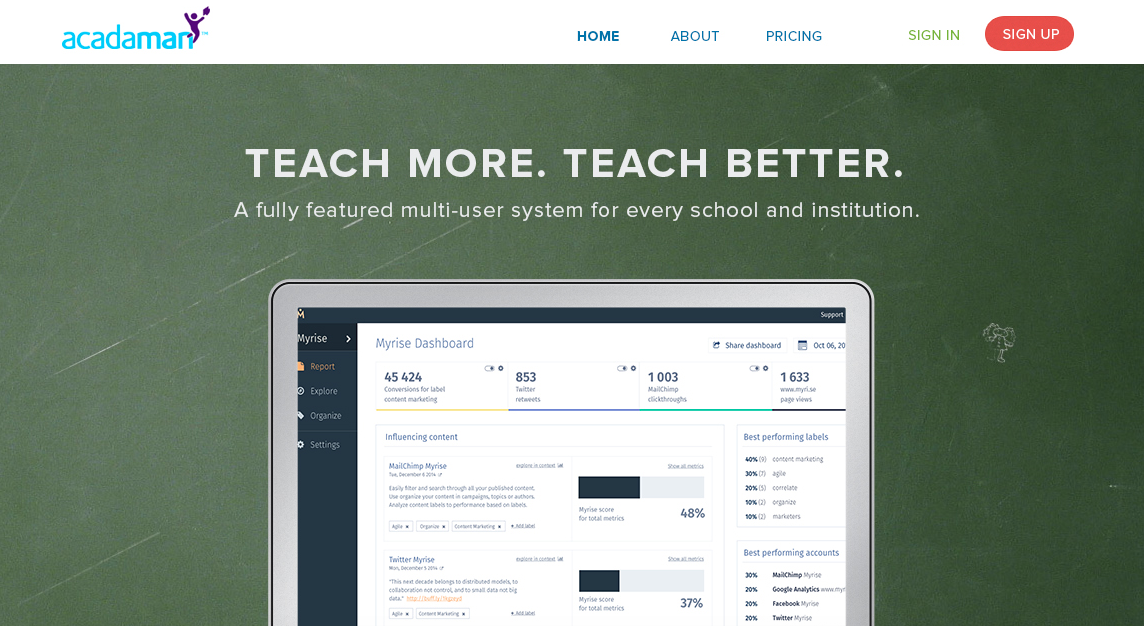 acadaman™
HOME
ABOUT
PRICING
SIGN IN
SIGN UP
TEACH MORE. TEACH BETTER.
A fully featured multi-user system for every school and institution.
Support
Myrise
Report
Explore
Organize
Settings
Myrise Dashboard
Share dashboard
Oct 06, 20
45 424
Conversions for label
content marketing
853
Twitter
retweets
1 003
MailChimp
clickthroughs
1 633
www.myri.se
page views
Influencing content
MailChimp Myrise
Tue, December 9 2014
explore in context
Easily filter and search through all your published content.
Use organize your content in campaigns, topics or authors.
Analyze content labels to performance based on labels.
Agile × Organize × Content Marketing × + Add label
Show all metrics
Myrise score
for total metrics
48%
Twitter Myrise
Mon, December 5 2014
explore in context
"This next decade belongs to distributed models, to
collaboration not control, and to small data not big
data."
Agile × Content Marketing × + Add label
Show all metrics
Myrise score
for total metrics
37%
Best performing labels
40% (9) content marketing
30% (7) agile
20% (5) correlate
10% (2) organize
10% (2) marketers
Best performing accounts
30% MailChimp Myrise
20% Google Analytics www.myr
20% Facebook Myrise
20% Twitter Myrise